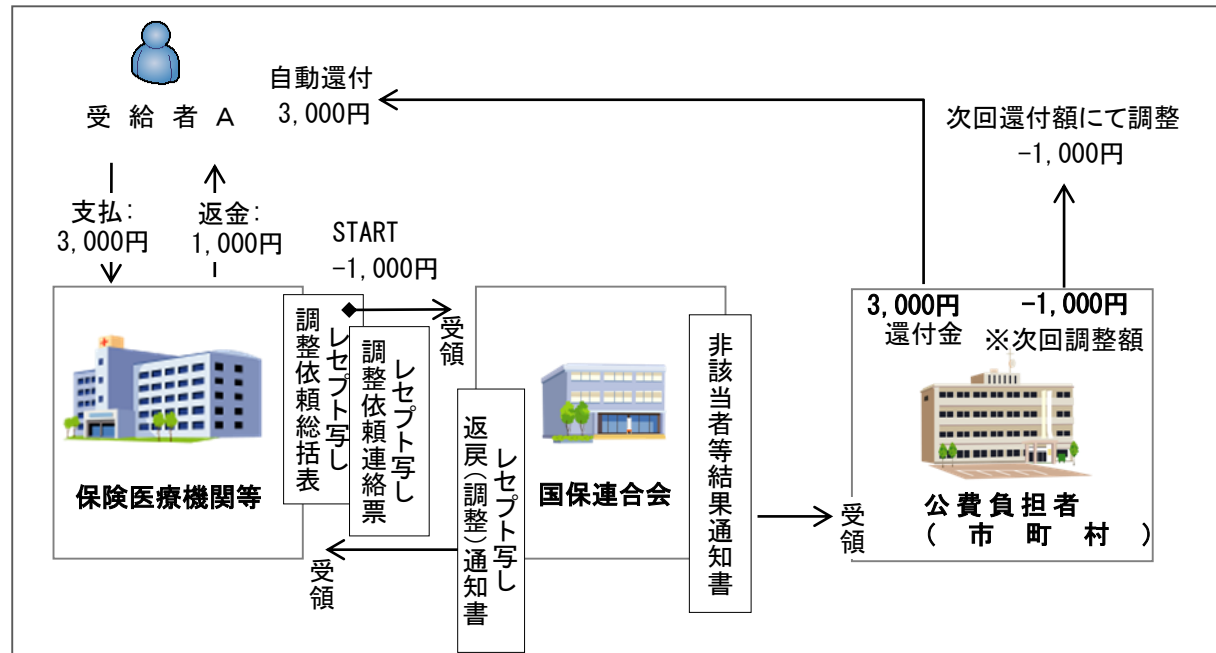 自動還付
3,000円
受給者A
次回還付額にて調整
-1,000円
支払:
3,000円
返金:
1,000円
START
-1,000円
調整依頼総括表
レセプト写し
調整依頼連絡票
レセプト写し
受領
返戻(調整)通知書
レセプト写し
受領
非該当者等結果通知書
受領
3,000円
還付金
-1,000円
※次回調整額
保険医療機関等
国保連合会
公費負担者
(市町村)